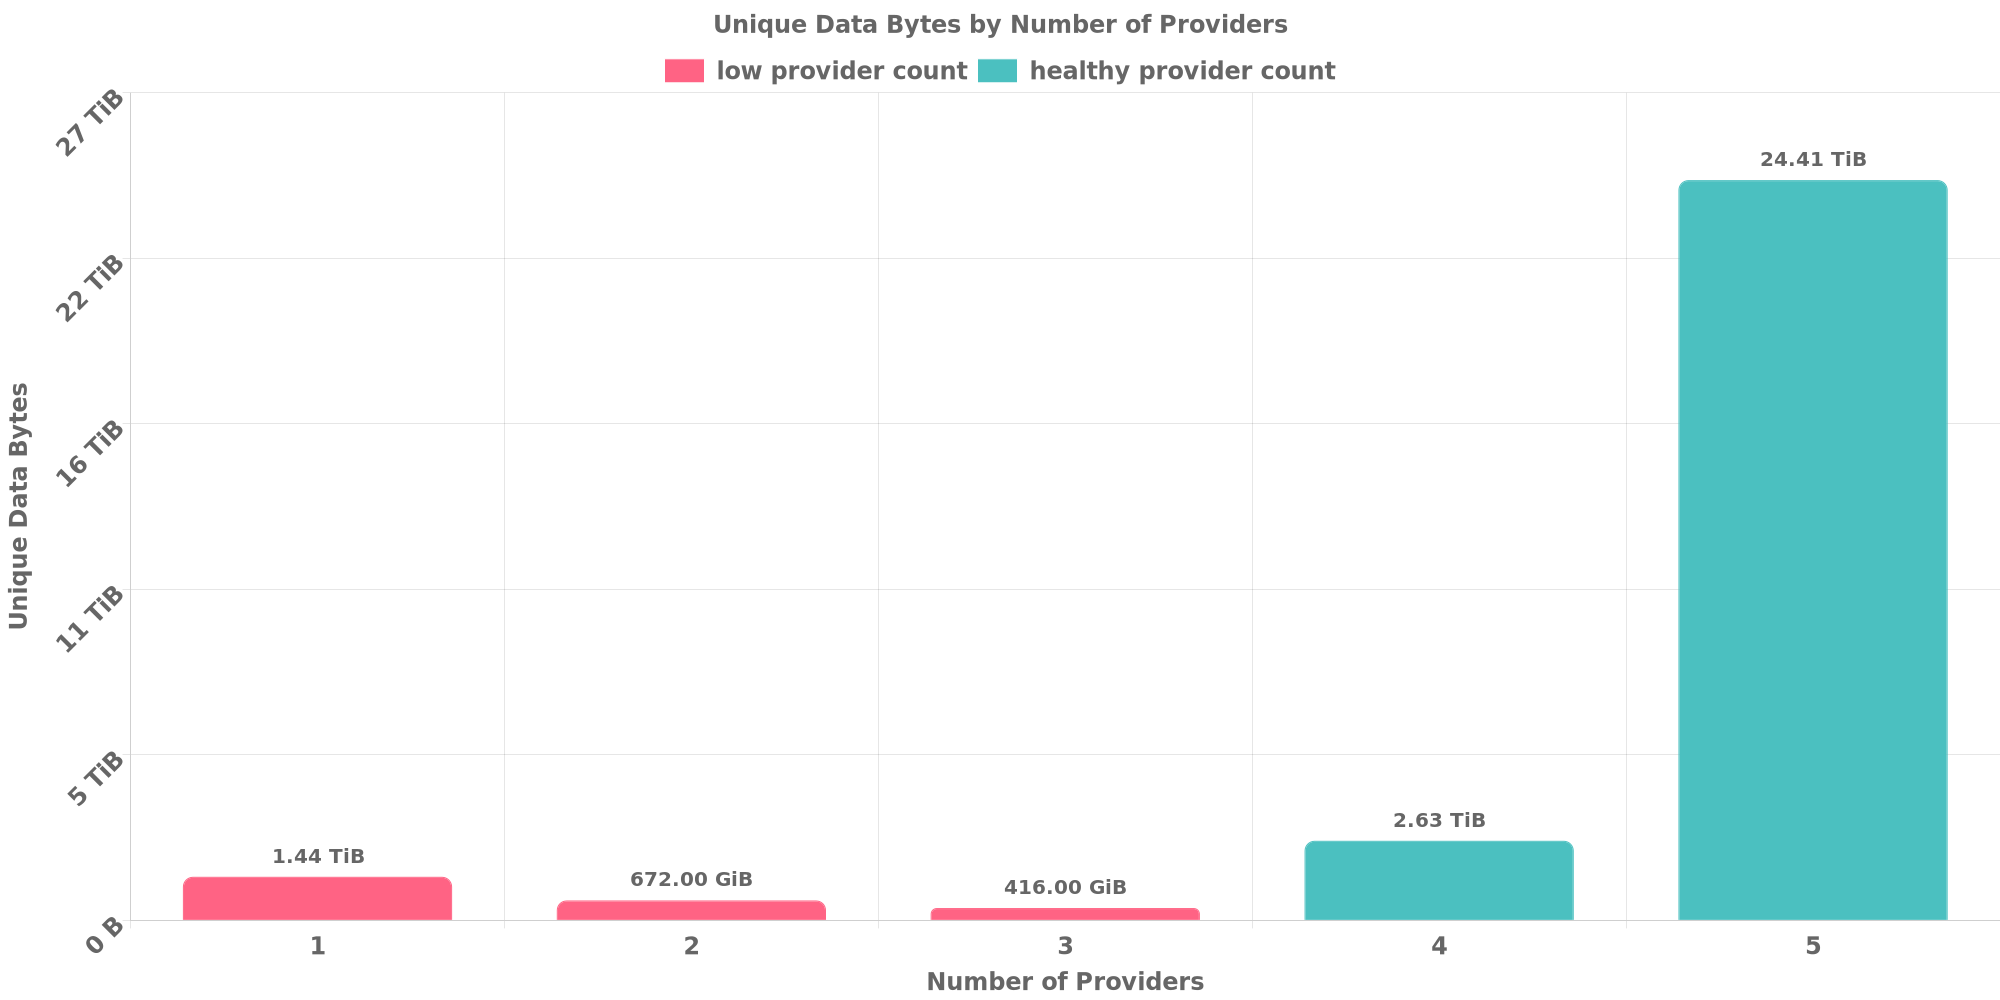 Unique Data Bytes by Number of Providers
low provider count healthy provider count
27 TiB
22 TiB
16 TiB
11 TiB
5 TiB
0 B
Unique Data Bytes
1.44 TiB
672.00 GiB
416.00 GiB
2.63 TiB
24.41 TiB
1 2 3 4 5
Number of Providers